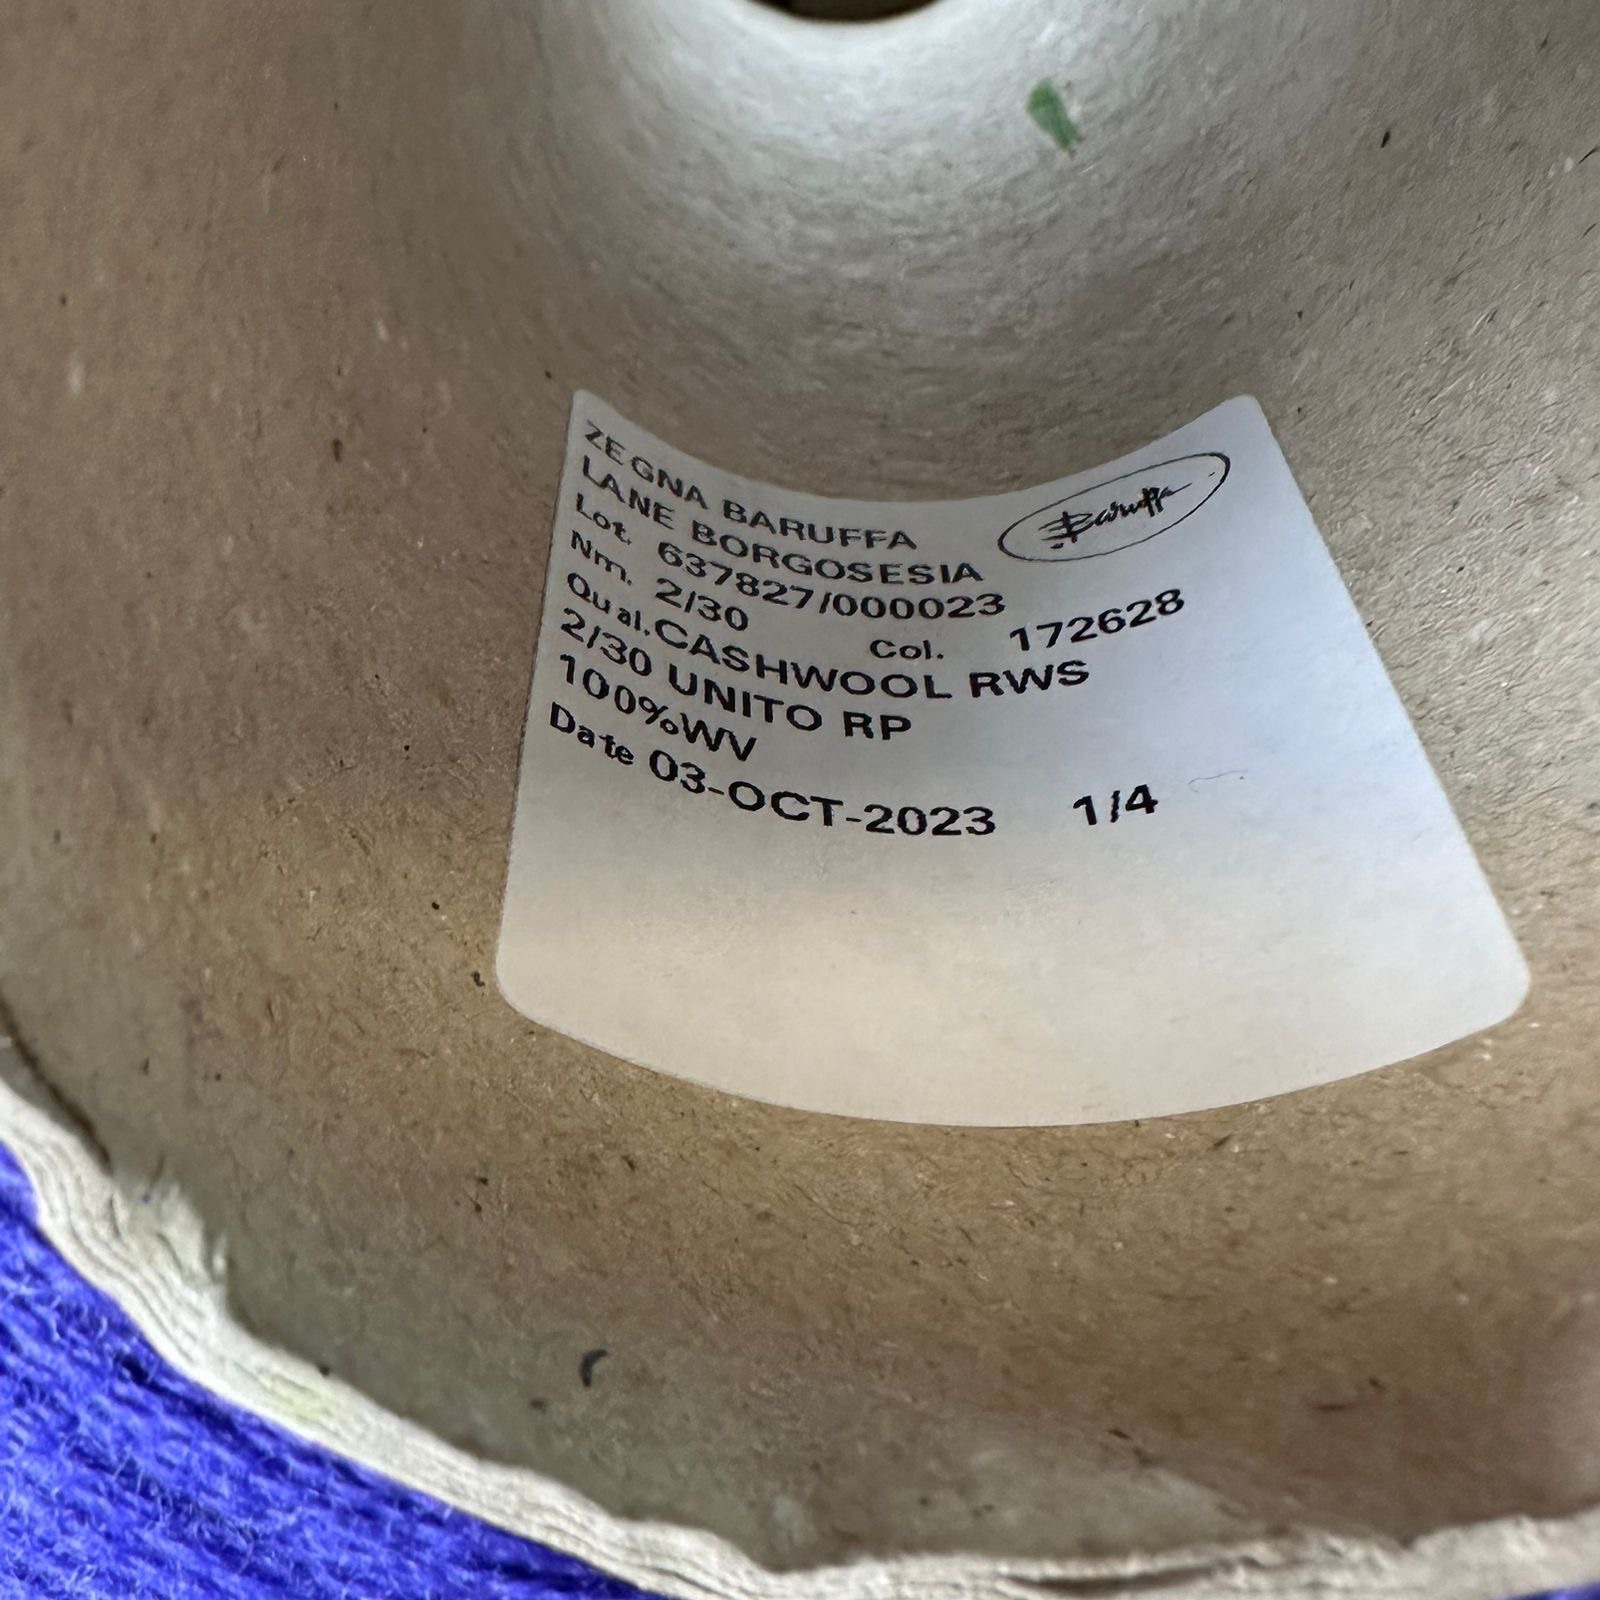 ZEGNA BARUFFA
LANE BORGOSESIA
Baruffa
Lot. 637827/000023
Nm. 2/30 Col. 172628
Qual. CASHWOOL RWS
2/30 UNITO RP
100%WV
Date 03-OCT-2023 1/4